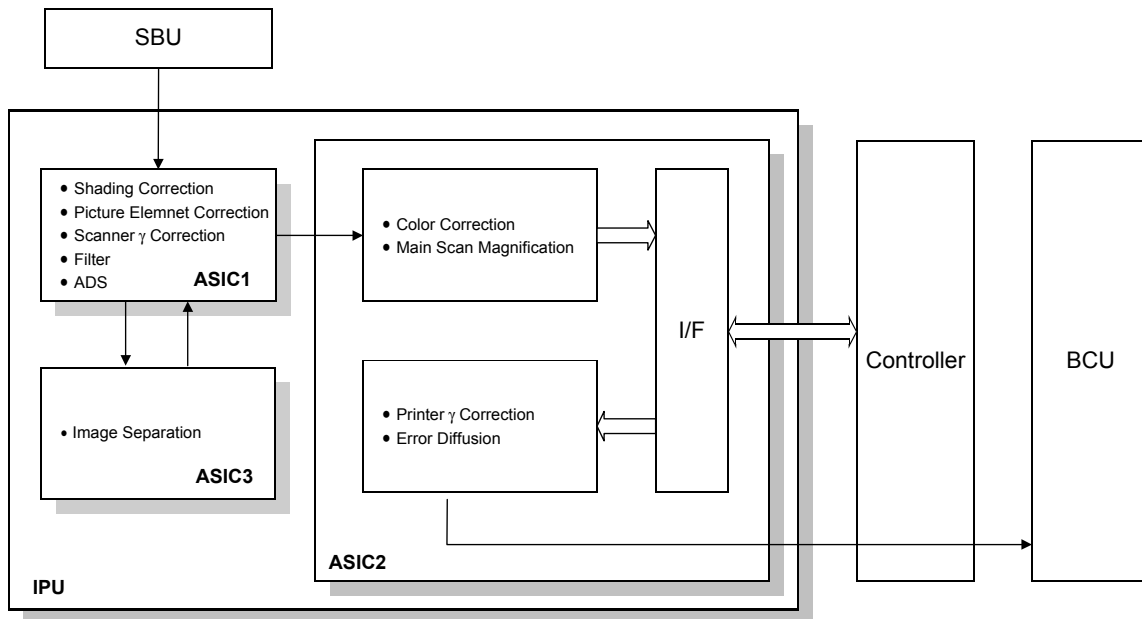 SBU
• Shading Correction
• Picture Elemnet Correction
• Scanner γ Correction
• Filter
• ADS
ASIC1
• Color Correction
• Main Scan Magnification
I/F
Controller
BCU
• Image Separation
ASIC3
• Printer γ Correction
• Error Diffusion
ASIC2
IPU